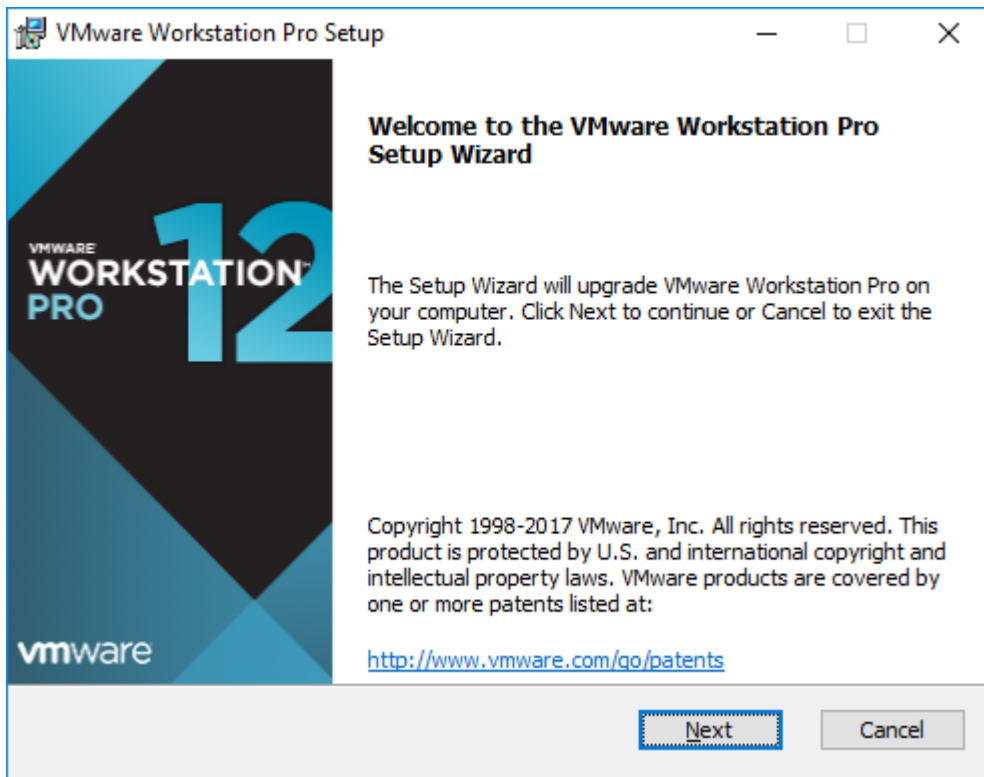 VMware Workstation Pro Setup
VMWARE
WORKSTATION™
PRO
12
vmware
Welcome to the VMware Workstation Pro
Setup Wizard
The Setup Wizard will upgrade VMware Workstation Pro on
your computer. Click Next to continue or Cancel to exit the
Setup Wizard.
Copyright 1998-2017 VMware, Inc. All rights reserved. This
product is protected by U.S. and international copyright and
intellectual property laws. VMware products are covered by
one or more patents listed at:
http://www.vmware.com/go/patents
Next
Cancel